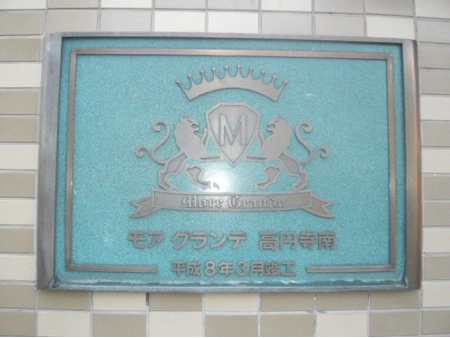 M
More Grande
モア グランデ 高円寺南
平成8年3月竣工